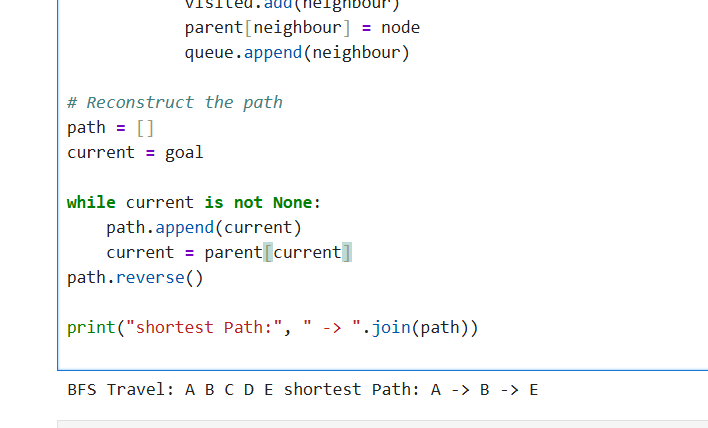 visited.add(neighbour)
parent[neighbour] = node
queue.append(neighbour)
# Reconstruct the path
path = []
current = goal
while current is not None:
path.append(current)
current = parent[current]
path.reverse()
print("shortest Path:", " -> ".join(path))
BFS Travel: A B C D E shortest Path: A -> B -> E